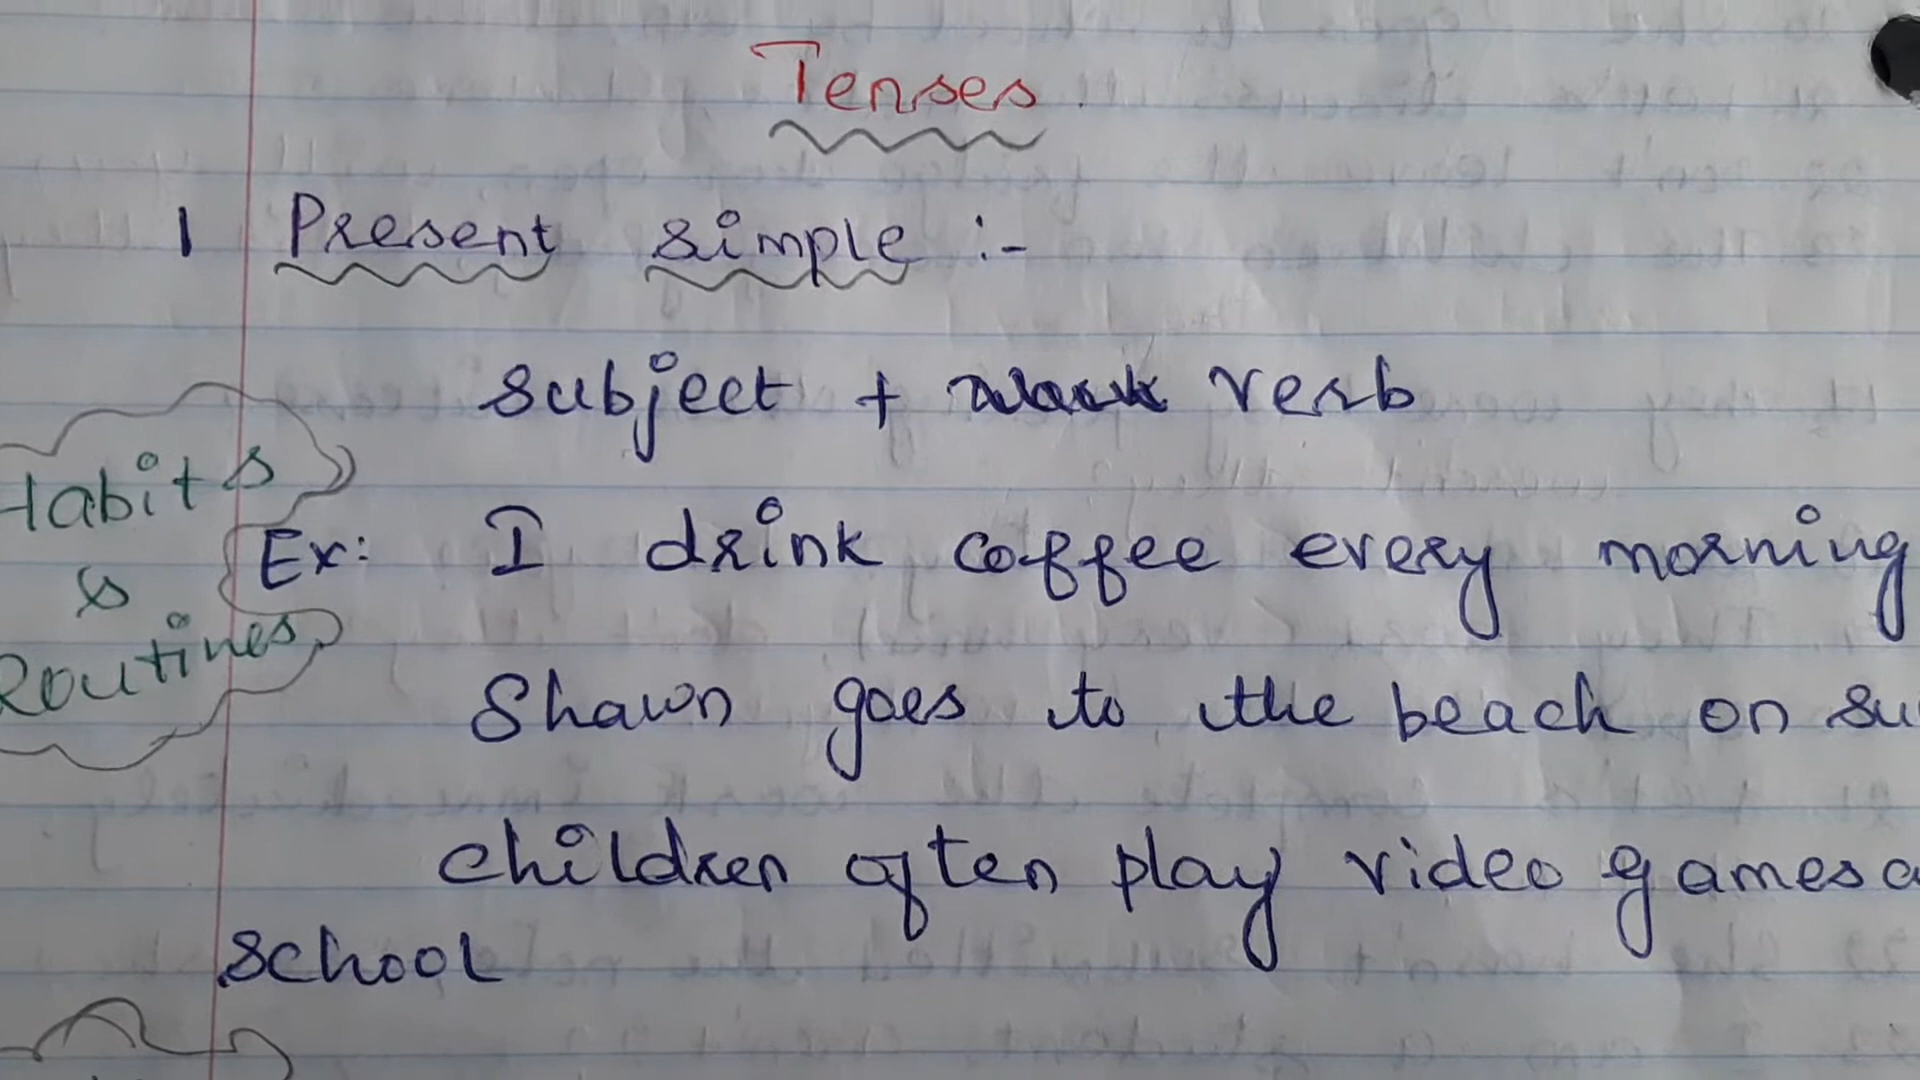 Tenses
1 Present simple :-
subject + verb
Habits
&
Routines
Ex: I drink coffee every morning
Shawn goes to the beach on
children often play video games
school